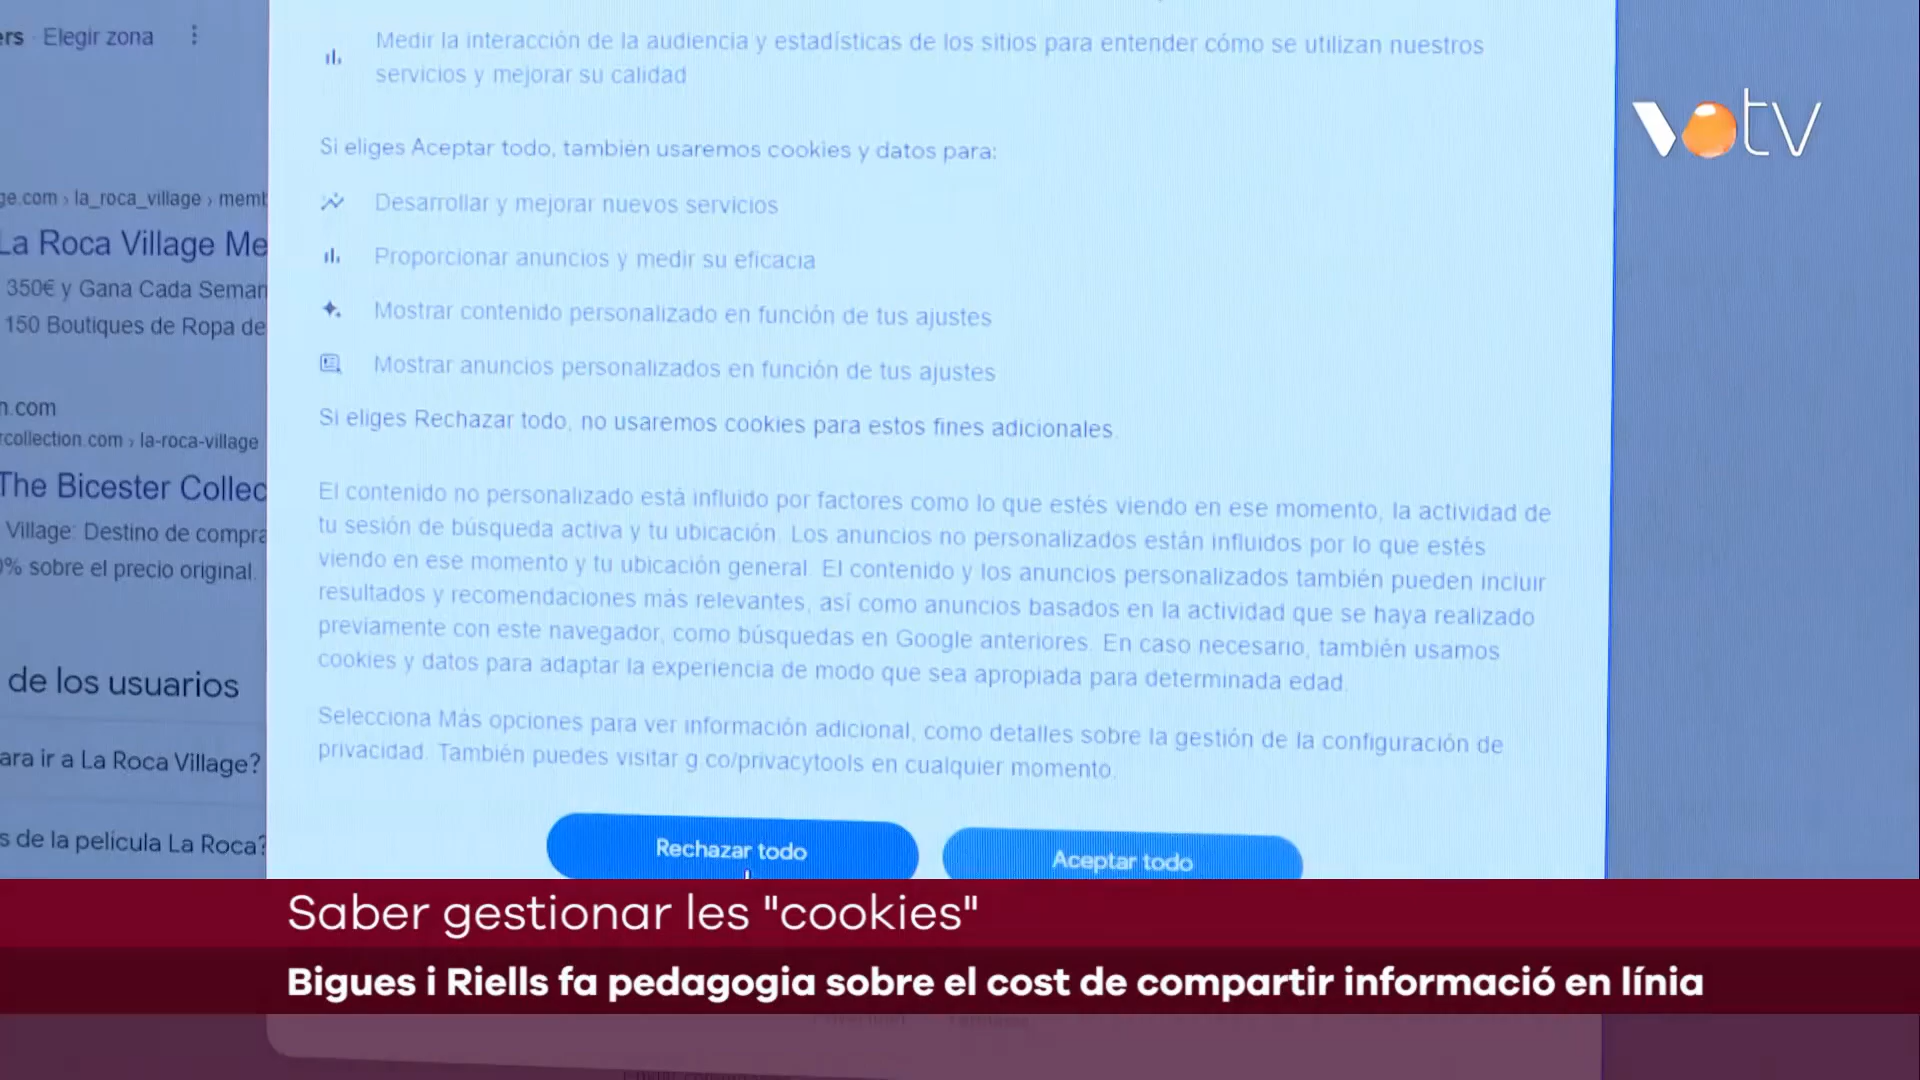 ers · Elegir zona
Medir la interacción de la audiencia y estadísticas de los sitios para entender cómo se utilizan nuestros
servicios y mejorar su calidad
votv
Si eliges Aceptar todo, también usaremos cookies y datos para:
Desarrollar y mejorar nuevos servicios
Proporcionar anuncios y medir su eficacia
Mostrar contenido personalizado en función de tus ajustes
Mostrar anuncios personalizados en función de tus ajustes
Si eliges Rechazar todo, no usaremos cookies para estos fines adicionales.
El contenido no personalizado está influido por factores como lo que estés viendo en ese momento, la actividad de
tu sesión de búsqueda activa y tu ubicación. Los anuncios no personalizados están influidos por lo que estés
viendo en ese momento y tu ubicación general. El contenido y los anuncios personalizados también pueden incluir
resultados y recomendaciones más relevantes, así como anuncios basados en la actividad que se haya realizado
previamente con este navegador, como búsquedas en Google anteriores. En caso necesario, también usamos
cookies y datos para adaptar la experiencia de modo que sea apropiada para determinada edad.
Selecciona Más opciones para ver información adicional, como detalles sobre la gestión de la configuración de
privacidad. También puedes visitar g.co/privacytools en cualquier momento.
Rechazar todo
Aceptar todo
ge.com › la_roca_village › memb
La Roca Village Me
350€ y Gana Cada Seman
150 Boutiques de Ropa de
n.com
rcollection.com › la-roca-village
The Bicester Collec
Village: Destino de compra
0% sobre el precio original.
de los usuarios
ara ir a La Roca Village?
s de la película La Roca?
Saber gestionar les "cookies"
Bigues i Riells fa pedagogia sobre el cost de compartir informació en línia